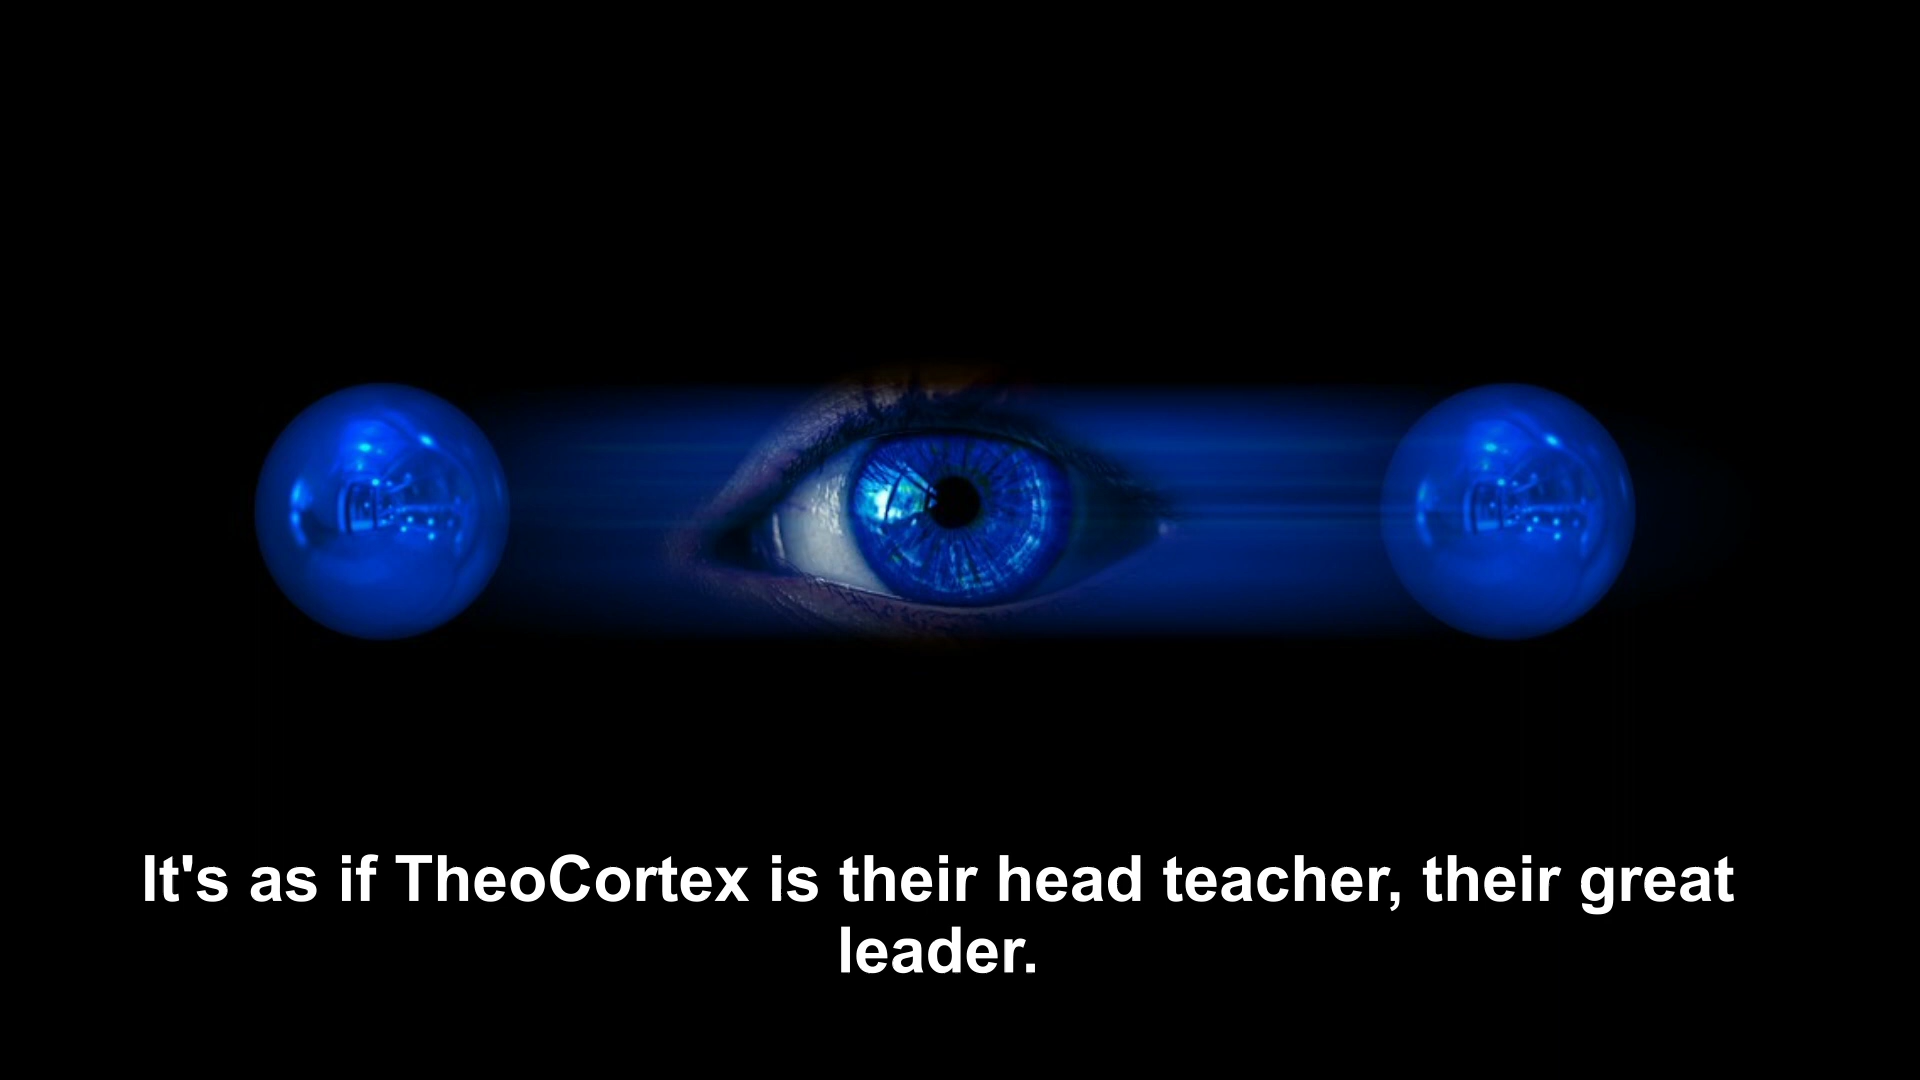 It's as if TheoCortex is their head teacher, their great
leader.